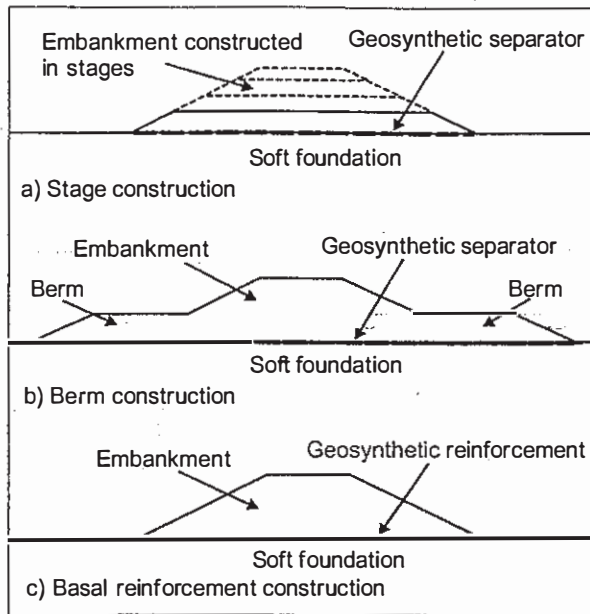 Embankment constructed
in stages
Geosynthetic separator
Soft foundation
a) Stage construction
Embankment
Geosynthetic separator
Berm
Berm
Soft foundation
b) Berm construction
Embankment
Geosynthetic reinforcement
Soft foundation
c) Basal reinforcement construction